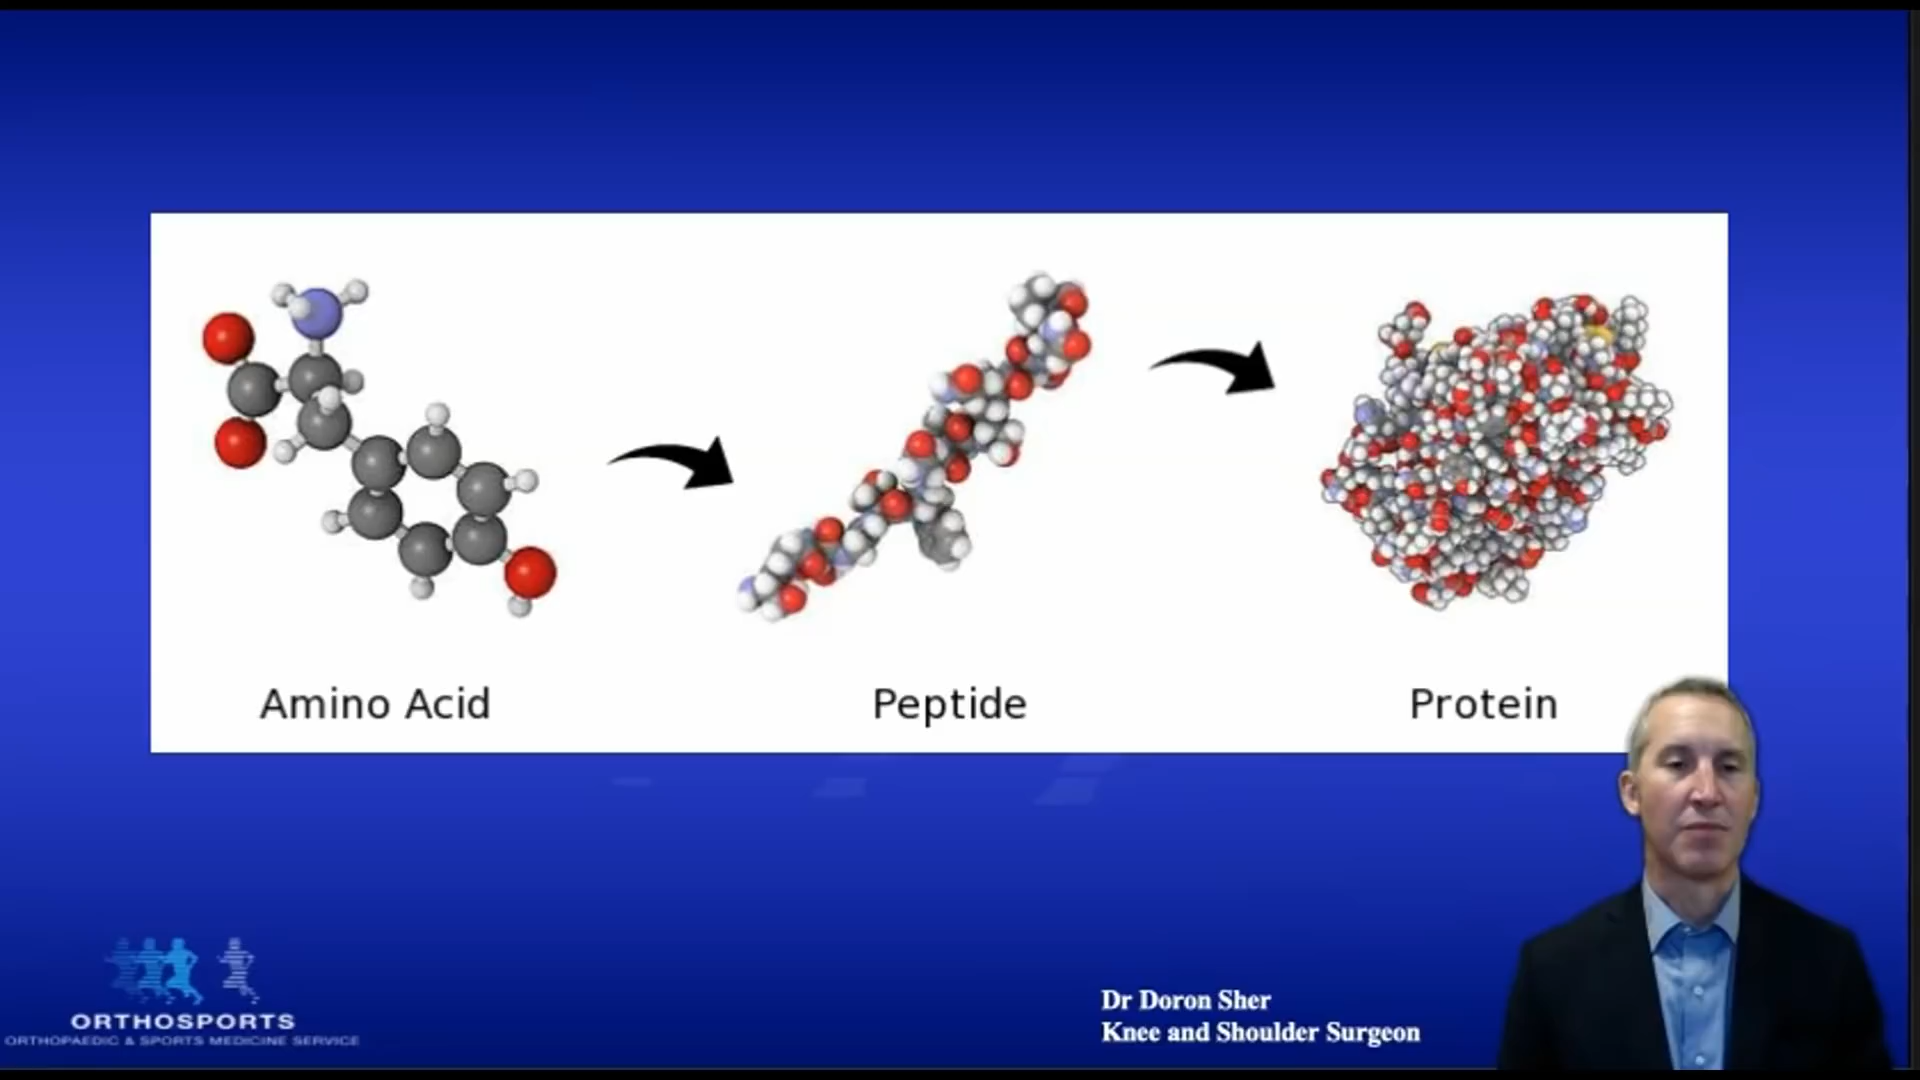 Amino Acid
Peptide
Protein
Dr Doron Sher
Knee and Shoulder Surgeon
ORTHOSPORTS
ORTHOPAEDIC & SPORTS MEDICINE SERVICE